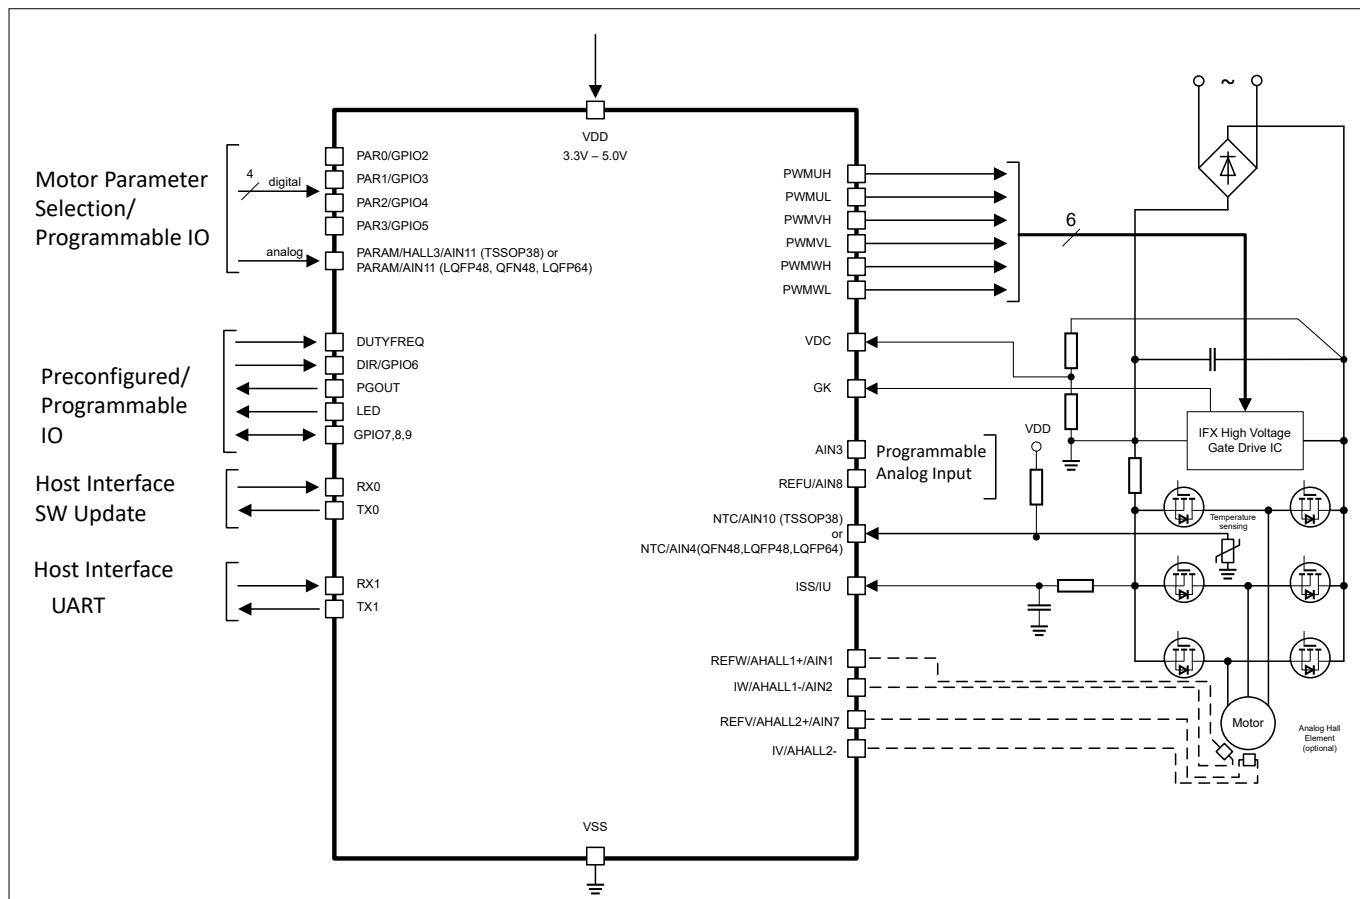 ~
VDD
3.3V – 5.0V
Motor Parameter
Selection/
Programmable IO
4
digital
analog
PAR0/GPIO2
PAR1/GPIO3
PAR2/GPIO4
PAR3/GPIO5
PARAM/HALL3/AIN11 (TSSOP38) or
PARAM/AIN11 (LQFP48, QFN48, LQFP64)
PWMUH
PWMUL
PWMVH
PWMVL
PWMWH
PWMWL
6
Preconfigured/
Programmable
IO
DUTYFREQ
DIR/GPIO6
PGOUT
LED
GPIO7,8,9
VDC
GK
IFX High Voltage
Gate Drive IC
VDD
AIN3
REFU/AIN8
Programmable
Analog Input
Host Interface
SW Update
RX0
TX0
NTC/AIN10 (TSSOP38)
or
NTC/AIN4(QFN48,LQFP48,LQFP64)
Temperature
sensing
Host Interface
UART
RX1
TX1
ISS/IU
REFW/AHALL1+/AIN1
IW/AHALL1-/AIN2
REFV/AHALL2+/AIN7
IV/AHALL2-
Motor
Analog Hall
Element
(optional)
VSS